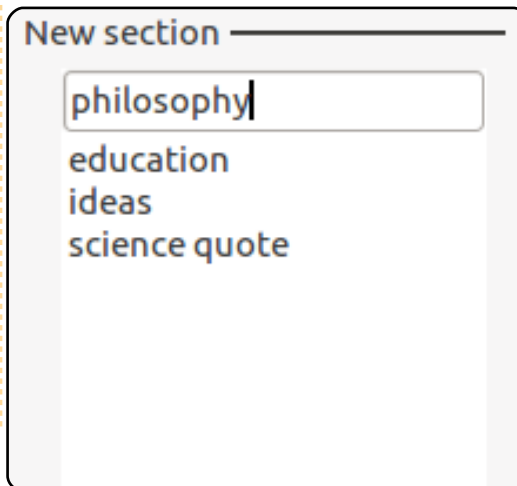 New section
philosophy
education
ideas
science quote